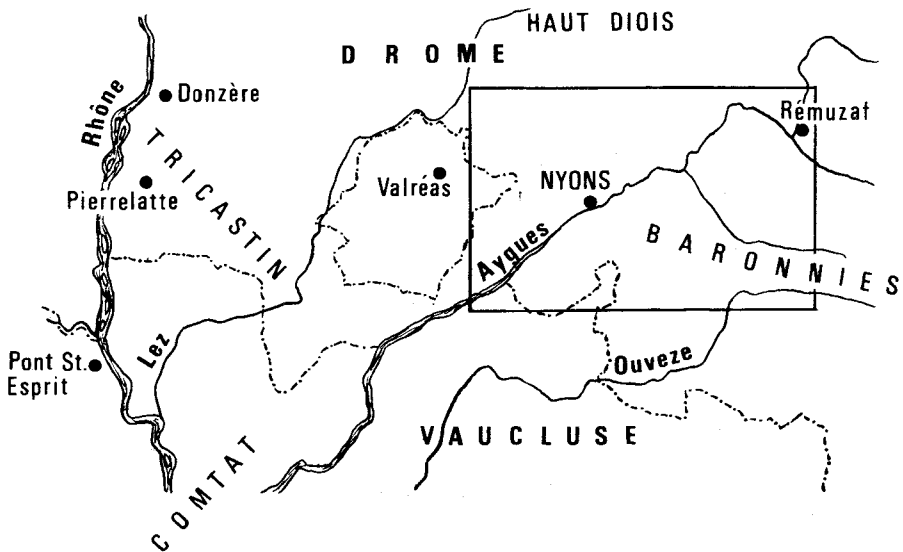 HAUT DIOIS
DROME
Rhône
Donzère
Rémuzat
TRICASTIN
Valréas
NYONS
Pierrelatte
BARONNIES
Aygues
Lez
Pont St.
Esprit
Ouveze
VAUCLUSE
COMTAT